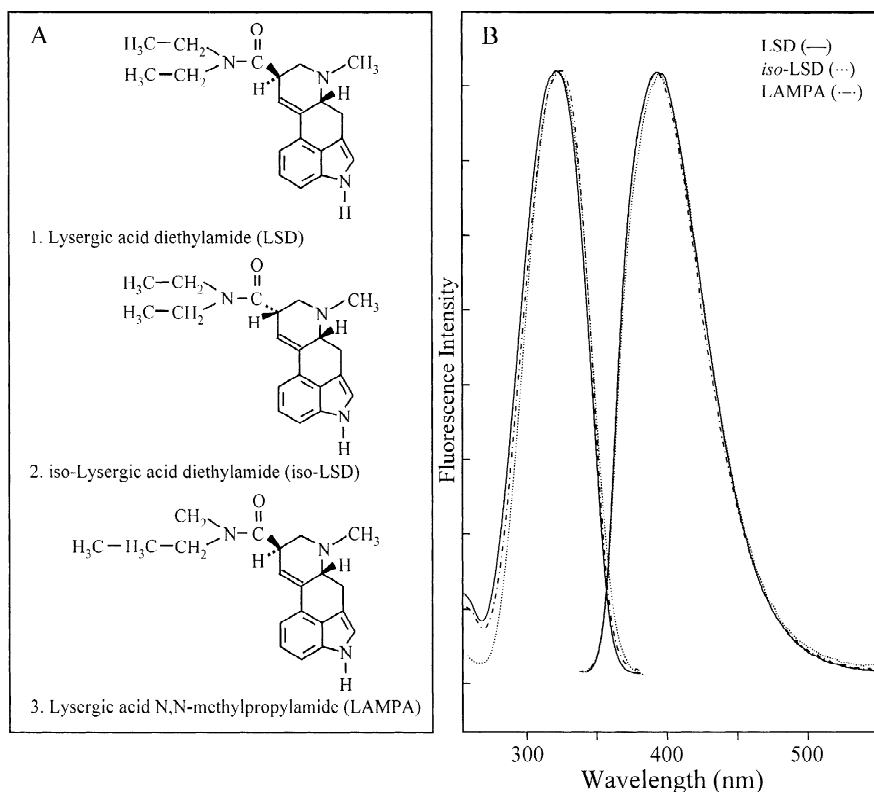 A
O
H₃C–CH₂
N–C N–CH₃
H₃C–CH₂
H H
N
H
1. Lysergic acid diethylamide (LSD)
O
H₃C–CH₂
N–C N–CH₃
H₃C–CH₂
H H
N
H
2. iso-Lysergic acid diethylamide (iso-LSD)
CH₂ O
N–C N–CH₃
H₃C–H₃C–CH₂
H H
N
H
3. Lysergic acid N,N-methylpropylamide (LAMPA)
B
LSD (—)
iso-LSD (···)
LAMPA (·–·)
Fluorescence Intensity
300 400 500
Wavelength (nm)